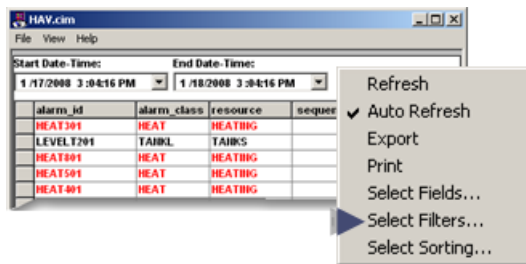 HAV.cim
File View Help
Start Date-Time: End Date-Time:
1 /17/2008 3 :04:16 PM 1 /18/2008 3 :04:16 PM
alarm_id alarm_class resource sequen
HEAT301 HEAT HEATING
LEVELT201 TANKL TANKS
HEAT801 HEAT HEATING
HEAT501 HEAT HEATING
HEAT401 HEAT HEATING
Refresh
Auto Refresh
Export
Print
Select Fields...
Select Filters...
Select Sorting...